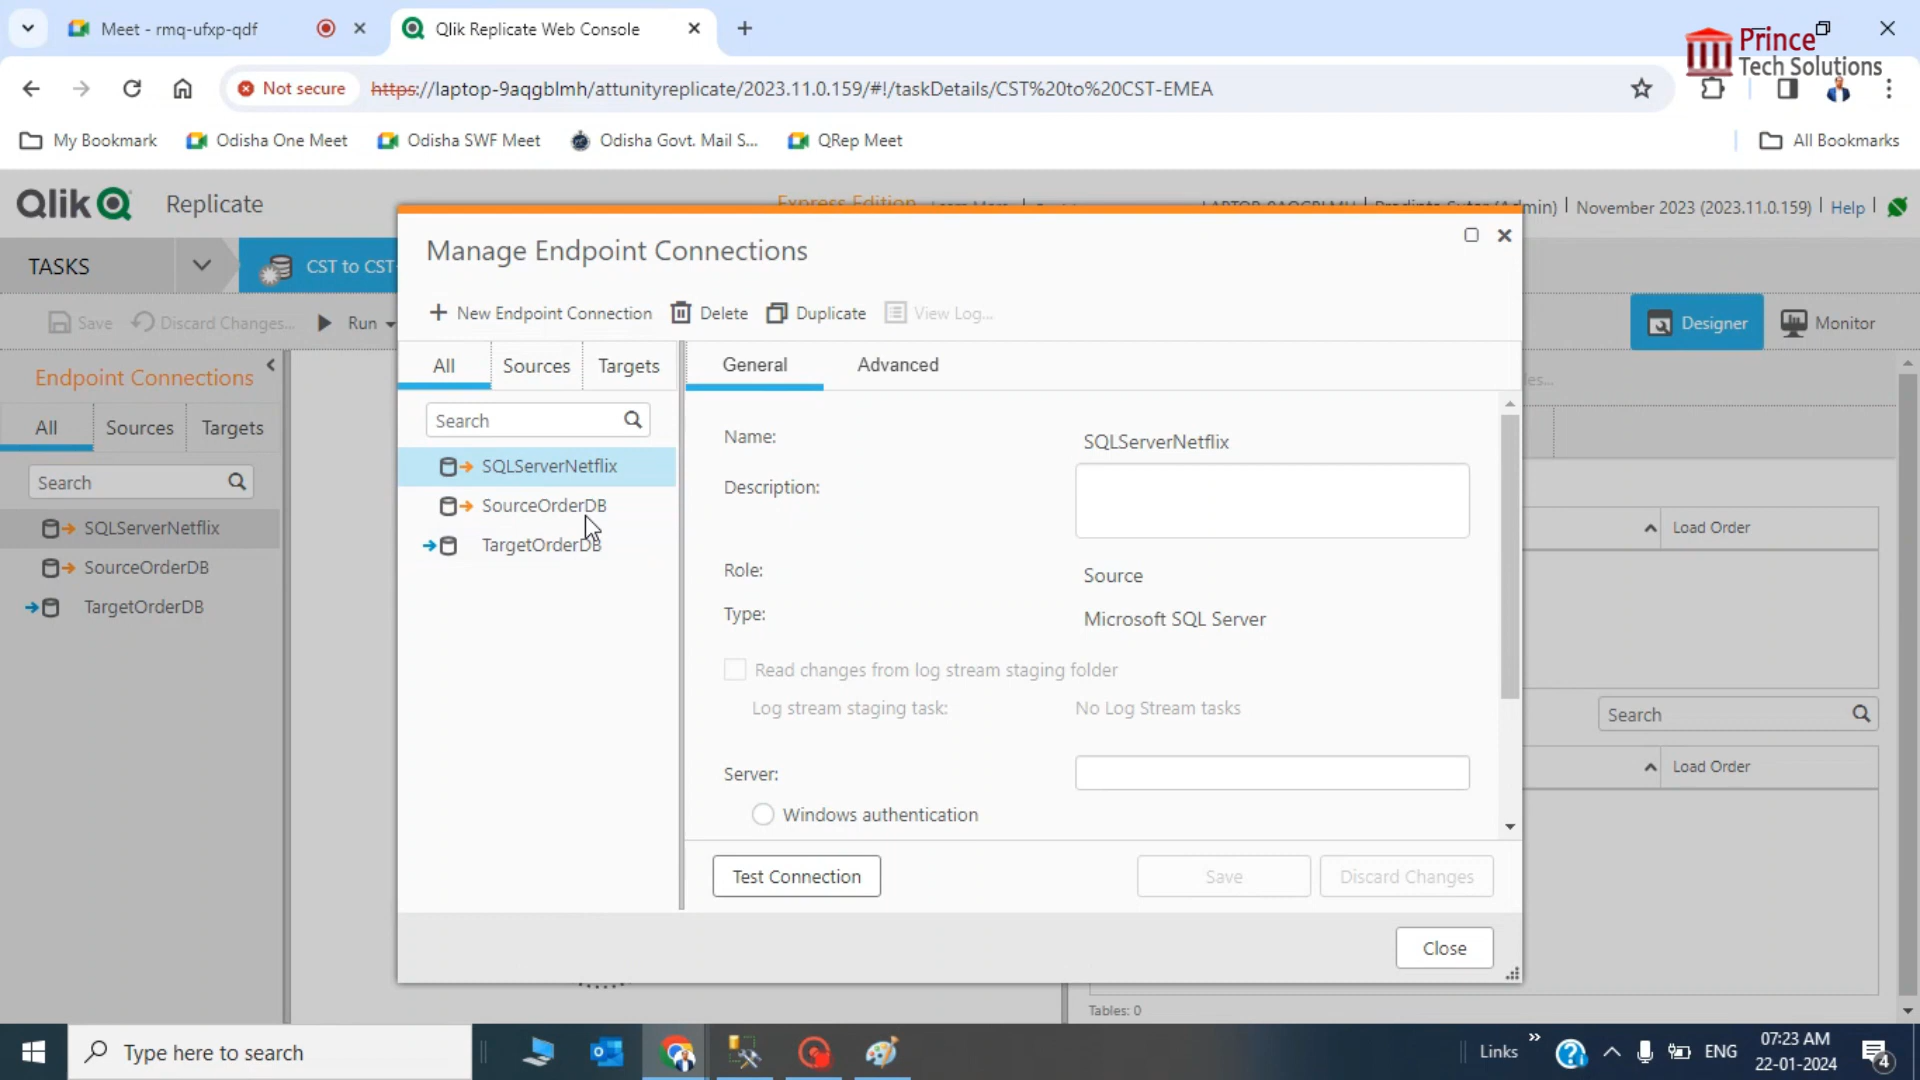 Meet - rmq-ufxp-qdf
Qlik Replicate Web Console
Prince
Tech Solutions
Not secure
https://laptop-9aqgblmh/attunityreplicate/2023.11.0.159/#!/taskDetails/CST%20to%20CST-EMEA
My Bookmark
Odisha One Meet
Odisha SWF Meet
Odisha Govt. Mail S...
QRep Meet
All Bookmarks
Qlik
Replicate
November 2023 (2023.11.0.159)
Help
TASKS
CST to CST-
Save
Discard Changes...
Run
Designer
Monitor
Endpoint Connections
All
Sources
Targets
Search
SQLServerNetflix
SourceOrderDB
TargetOrderDB
Manage Endpoint Connections
New Endpoint Connection
Delete
Duplicate
View Log...
All
Sources
Targets
Search
SQLServerNetflix
SourceOrderDB
TargetOrderDB
General
Advanced
Name:
SQLServerNetflix
Description:
Role:
Source
Type:
Microsoft SQL Server
Read changes from log stream staging folder
Log stream staging task:
No Log Stream tasks
Server:
Windows authentication
Test Connection
Save
Discard Changes
Close
Load Order
Search
Load Order
Tables: 0
Type here to search
Links
ENG
07:23 AM
22-01-2024
4